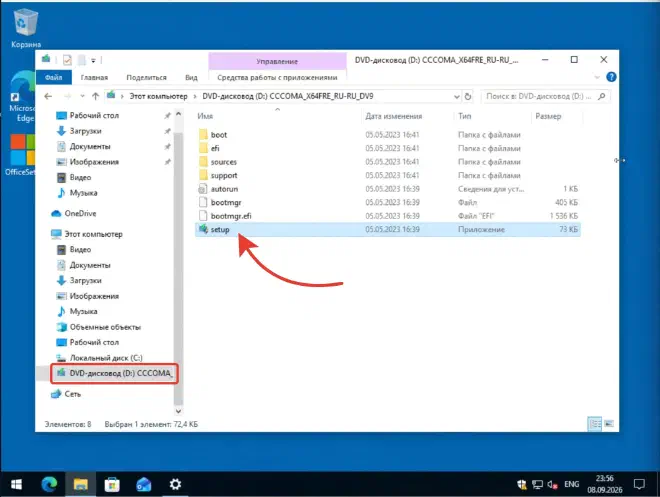 Корзина
Microsoft
Edge
OfficeSet
Управление
DVD-дисковод (D:) CCCOMA_X64FRE_RU-RU_...
Файл Главная Поделиться Вид Средства работы с приложениями
Этот компьютер > DVD-дисковод (D:) CCCOMA_X64FRE_RU-RU_DV9
Поиск в: DVD-дисковод (D:) ...
Имя Дата изменения Тип Размер
boot 05.05.2023 16:41 Папка с файлами
efi 05.05.2023 16:41 Папка с файлами
sources 05.05.2023 16:41 Папка с файлами
support 05.05.2023 16:41 Папка с файлами
autorun 05.05.2023 16:39 Сведения для уст... 1 КБ
bootmgr 05.05.2023 16:39 Файл 405 КБ
bootmgr.efi 05.05.2023 16:39 Файл "EFI" 1 536 КБ
setup 05.05.2023 16:39 Приложение 73 КБ
Рабочий стол
Загрузки
Документы
Изображения
Видео
Музыка
OneDrive
Этот компьютер
Видео
Документы
Загрузки
Изображения
Музыка
Объемные объекты
Рабочий стол
Локальный диск (C:)
DVD-дисковод (D:) CCCOMA_
Сеть
Элементов: 8 Выбран 1 элемент: 72,4 КБ
ENG
23:56
08.09.2026